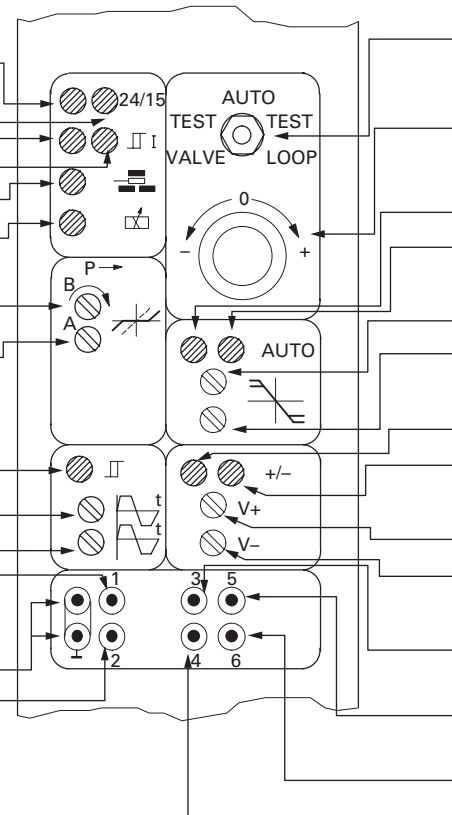 24/15
I
AUTO
TEST TEST
VALVE LOOP
0
- +
P
B
A
AUTO
t
t
+/–
V+
V–
1
2
3 5
4 6